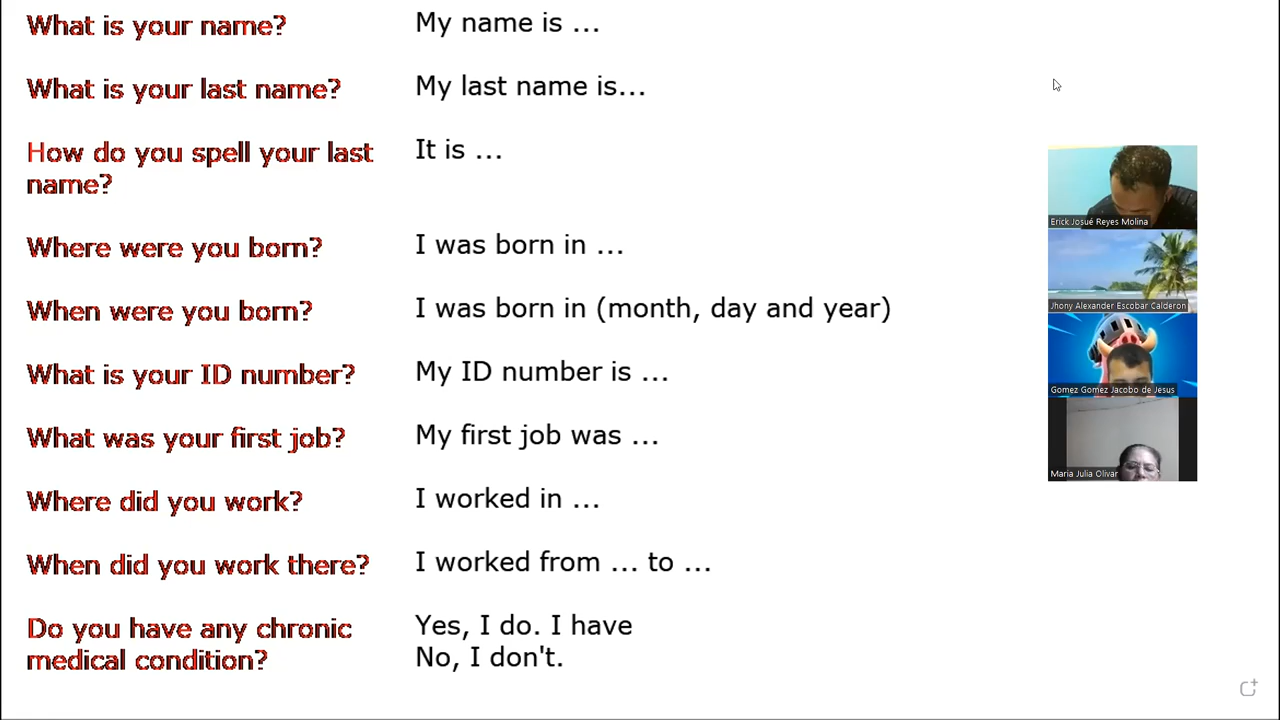 What is your name? My name is ...
What is your last name? My last name is...
How do you spell your last It is ...
name?
Where were you born? I was born in ...
When were you born? I was born in (month, day and year)
What is your ID number? My ID number is ...
What was your first job? My first job was ...
Where did you work? I worked in ...
When did you work there? I worked from ... to ...
Do you have any chronic Yes, I do. I have
medical condition? No, I don't.
Erick Josué Reyes Molina
Jhony Alexander Escobar Calderon
Gomez Gomez Jacobo de Jesus
Maria Julia Olivar